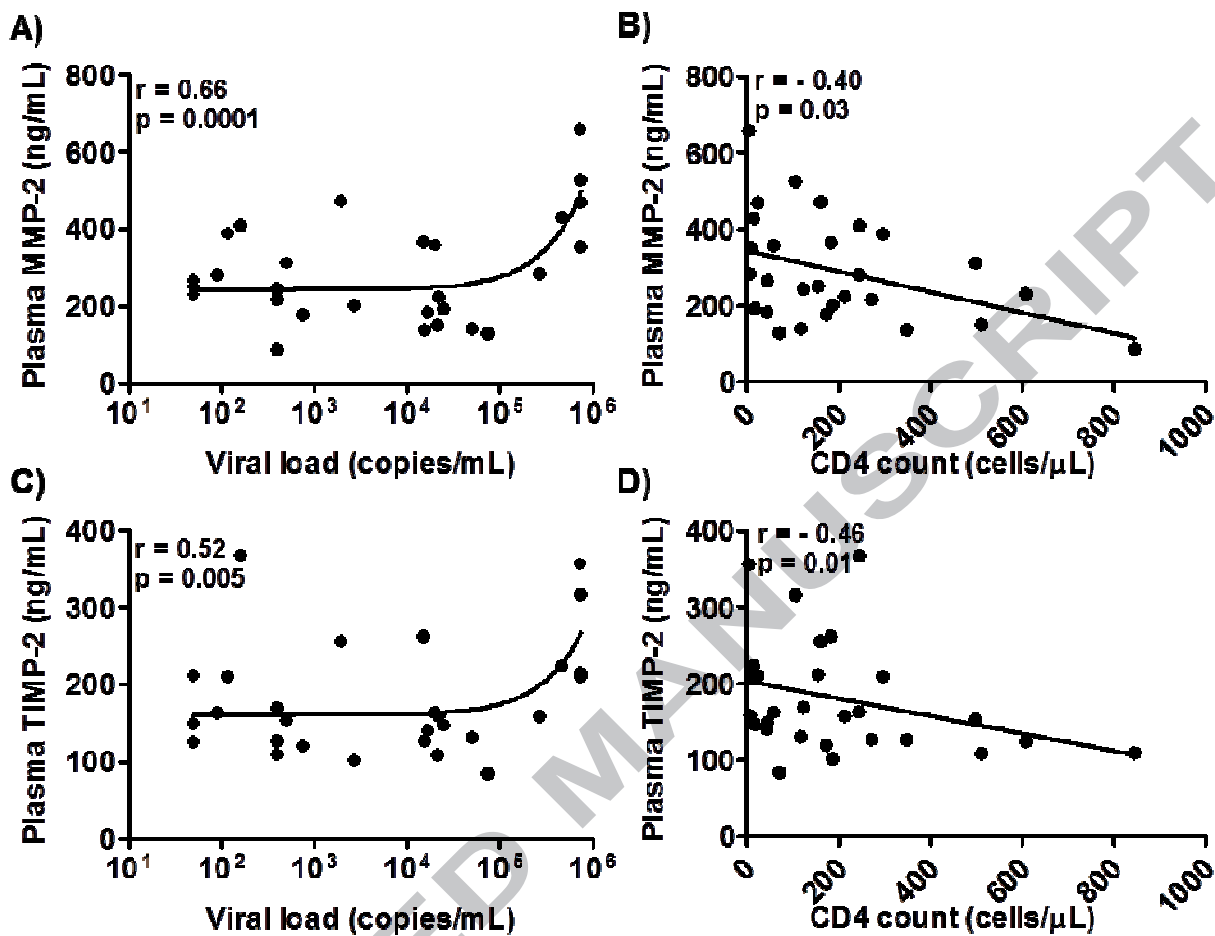 A)
Plasma MMP-2 (ng/mL)
800
600
400
200
0
r = 0.66
p = 0.0001
10¹ 10² 10³ 10⁴ 10⁵ 10⁶
Viral load (copies/mL)
B)
Plasma MMP-2 (ng/mL)
800
600
400
200
0
r = - 0.40
p = 0.03
0 200 400 600 800 1000
CD4 count (cells/µL)
C)
Plasma TIMP-2 (ng/mL)
400
300
200
100
0
r = 0.52
p = 0.005
10¹ 10² 10³ 10⁴ 10⁵ 10⁶
Viral load (copies/mL)
D)
Plasma TIMP-2 (ng/mL)
400
300
200
100
0
r = - 0.46
p = 0.01
0 200 400 600 800 1000
CD4 count (cells/µL)
ED MANUSCRIPT